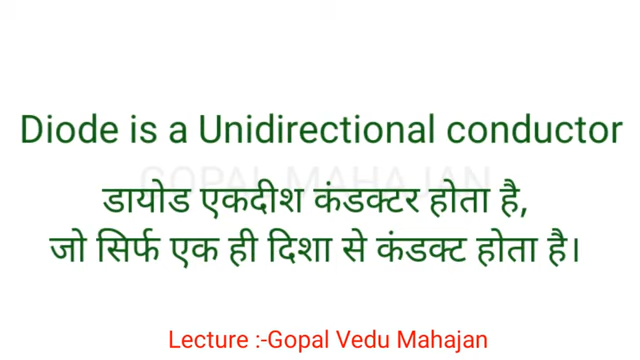 Diode is a Unidirectional conductor
GOPAL MAHAJAN
डायोड एकदीश कंडक्टर होता है,
जो सिर्फ एक ही दिशा से कंडक्ट होता है।
Lecture :-Gopal Vedu Mahajan